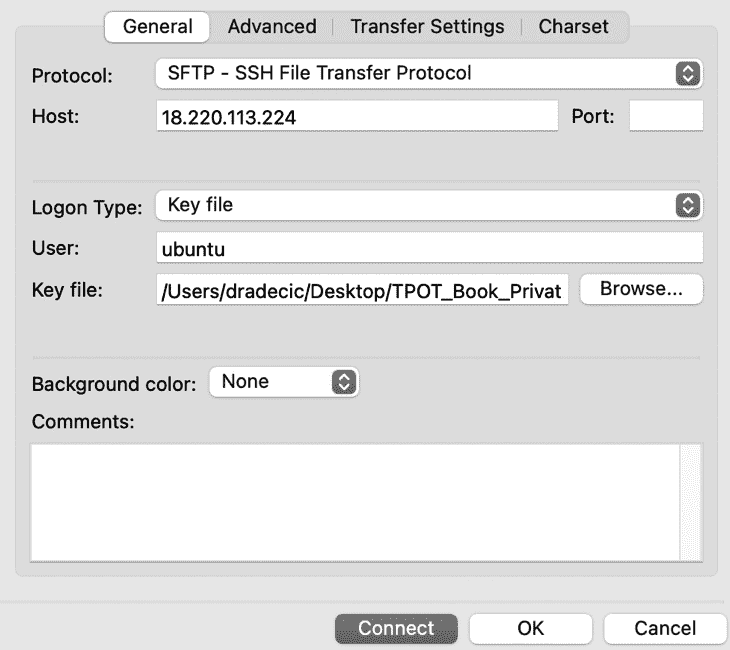 General Advanced Transfer Settings Charset
Protocol: SFTP - SSH File Transfer Protocol
Host: 18.220.113.224 Port:
Logon Type: Key file
User: ubuntu
Key file: /Users/dradecic/Desktop/TPOT_Book_Privat Browse...
Background color: None
Comments:
Connect OK Cancel